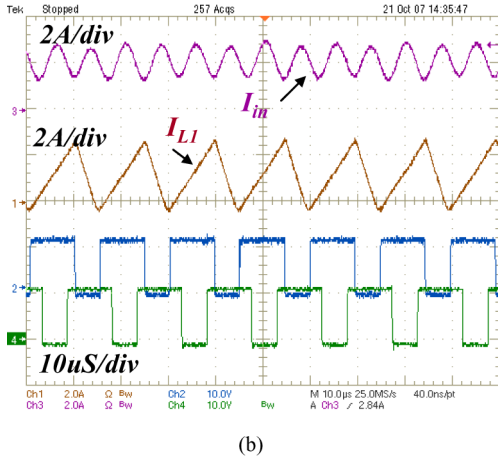 Tek Stopped 257 Acqs 21 Oct 07 14:35:47
2A/div
Iin
3
2A/div
IL1
1
2
4
10uS/div
Ch1 2.0A Ω Bw Ch2 10.0V M 10.0µs 25.0MS/s 40.0ns/pt
Ch3 2.0A Ω Bw Ch4 10.0V Bw A Ch3 ∕ 2.84A
(b)